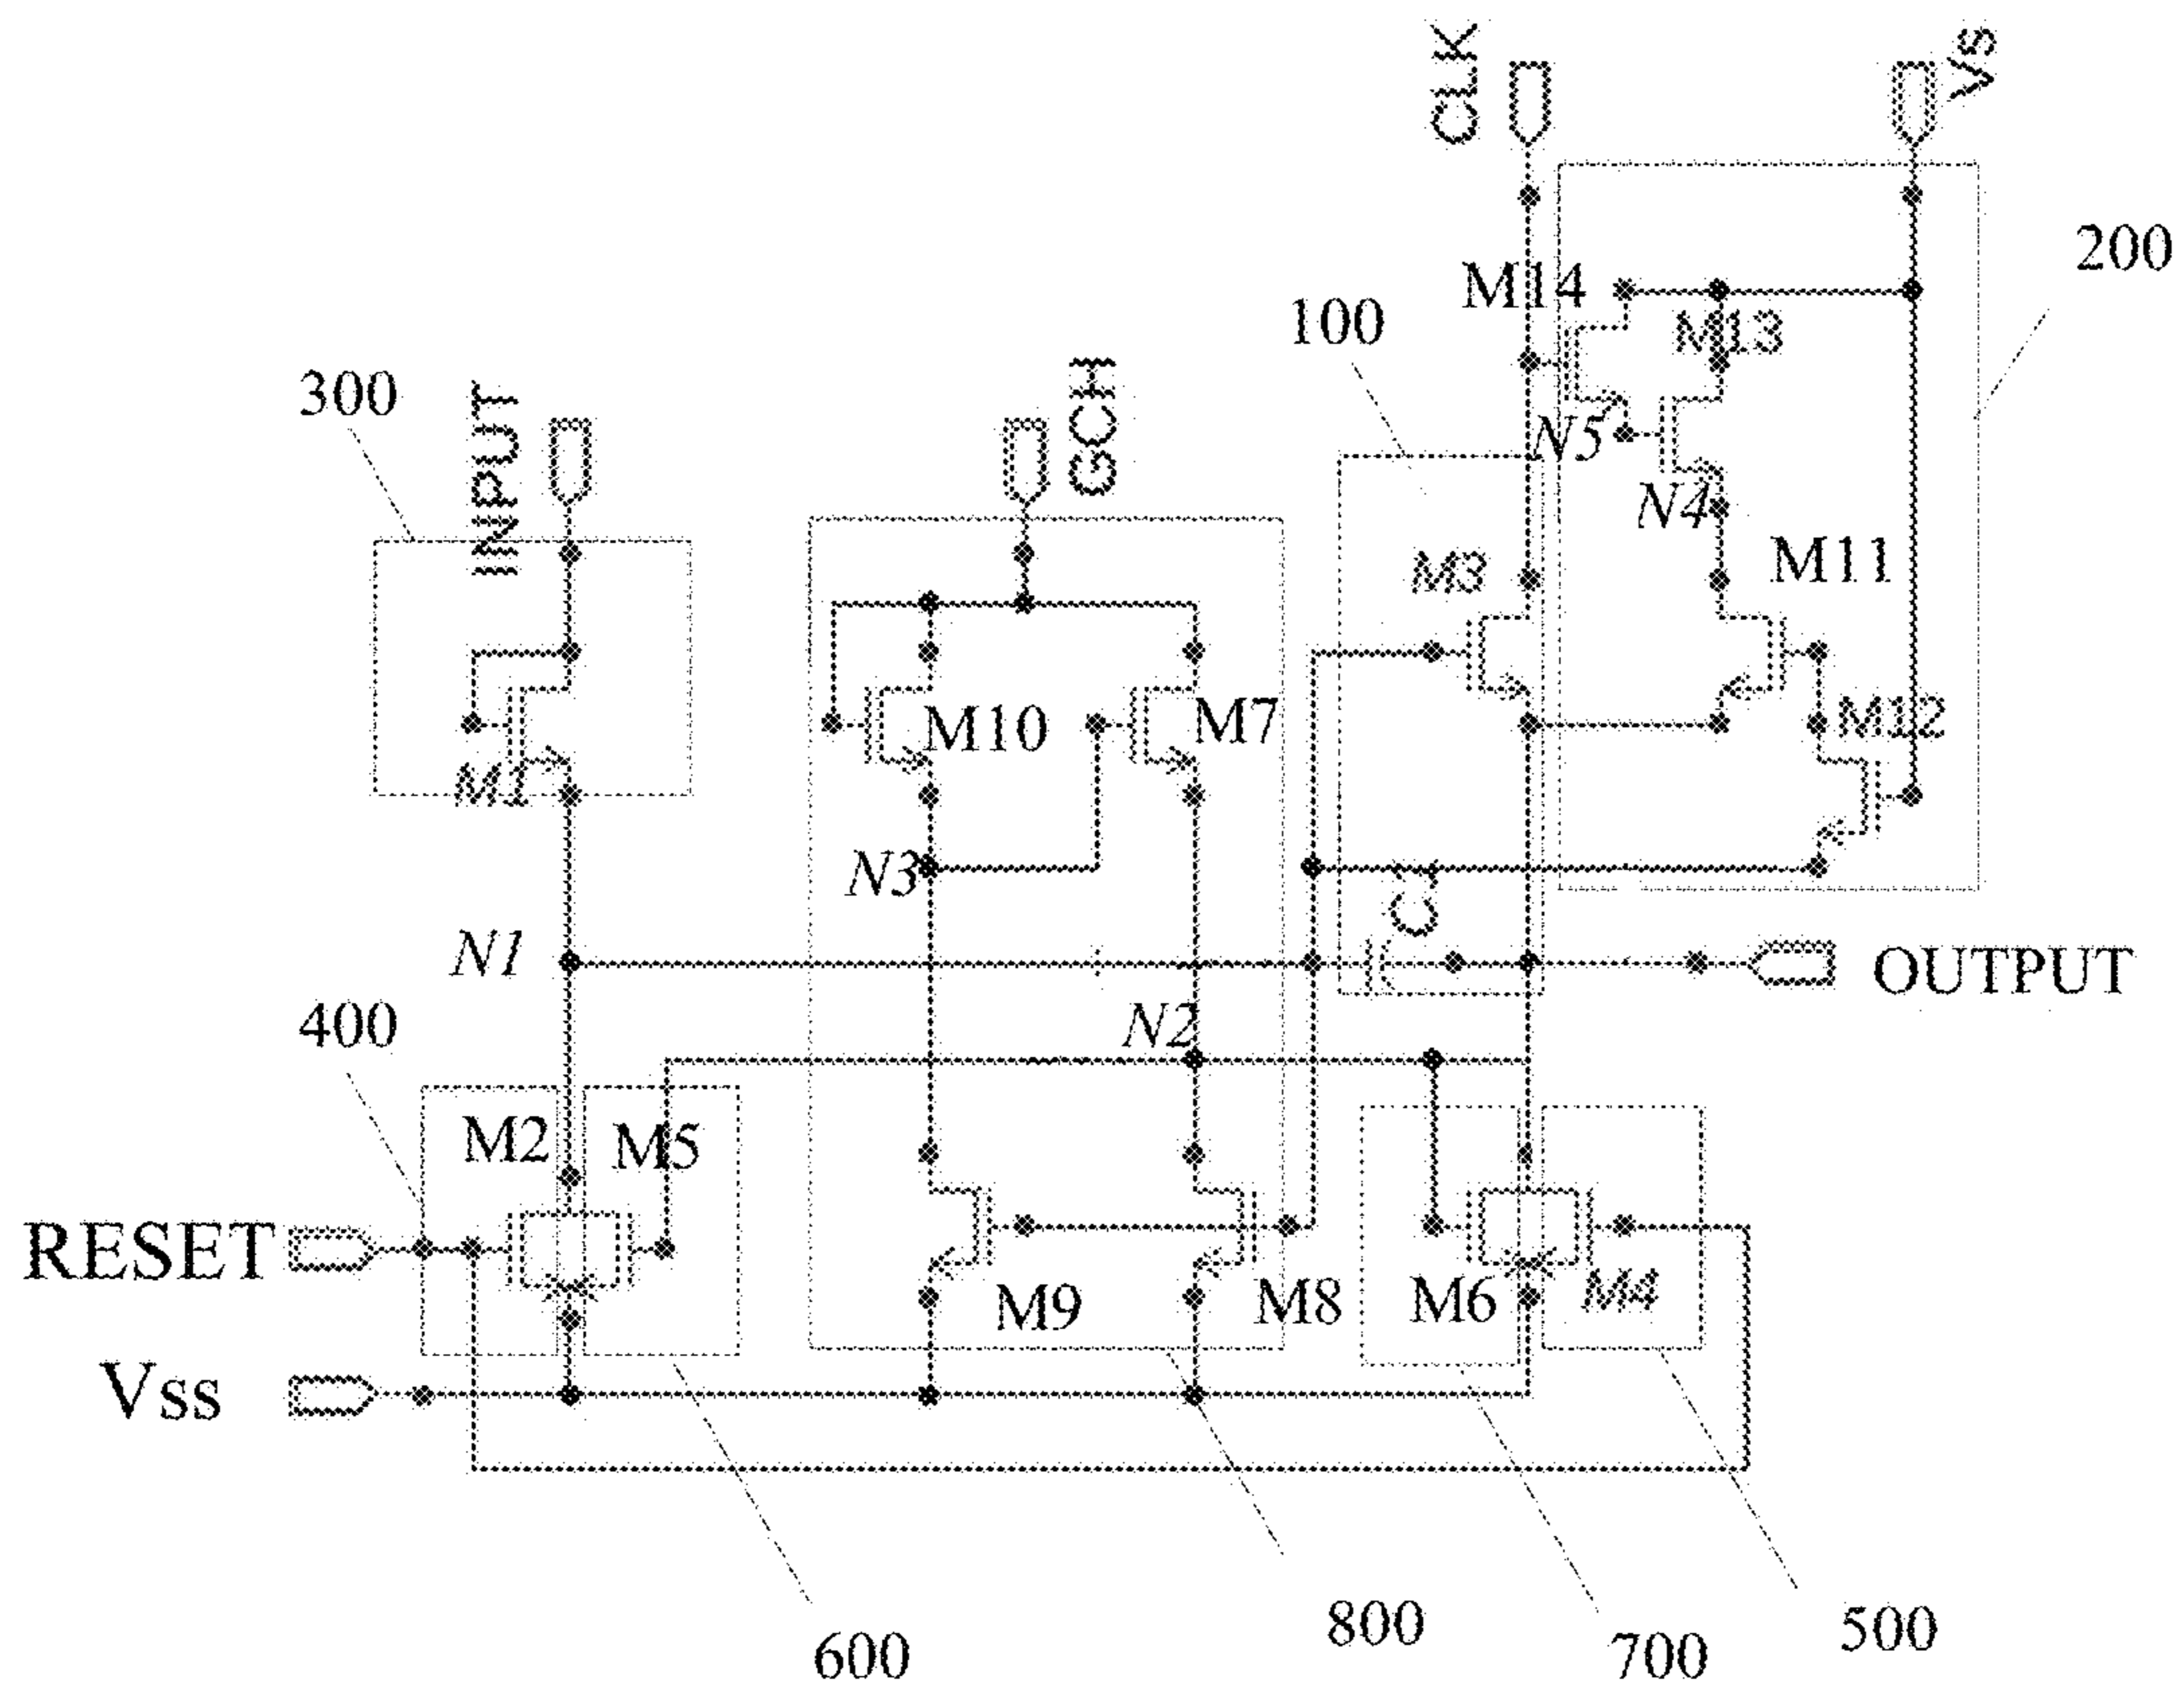 CLK
Vs
200
M14
100
M13
300
INPUT
GCH
N5
N4
M3
M11
M10
M7
M12
M1
N3
C1
N1
OUTPUT
N2
400
M2
M5
RESET
M9
M8
M6
M4
Vss
600
800
700
500